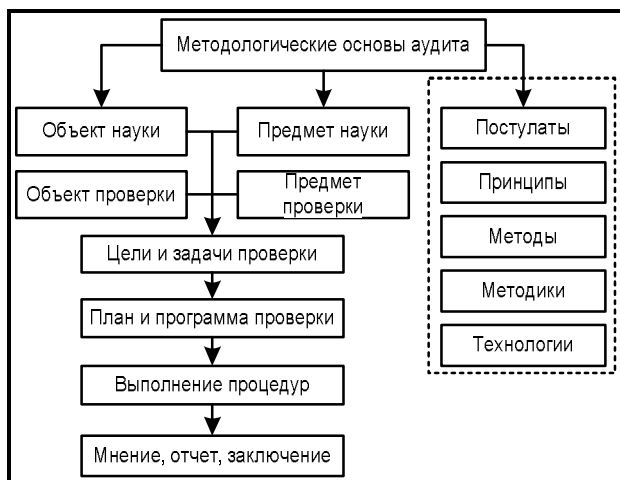 Методологические основы аудита
Объект науки
Предмет науки
Объект проверки
Предмет
проверки
Цели и задачи проверки
План и программа проверки
Выполнение процедур
Мнение, отчет, заключение
Постулаты
Принципы
Методы
Методики
Технологии